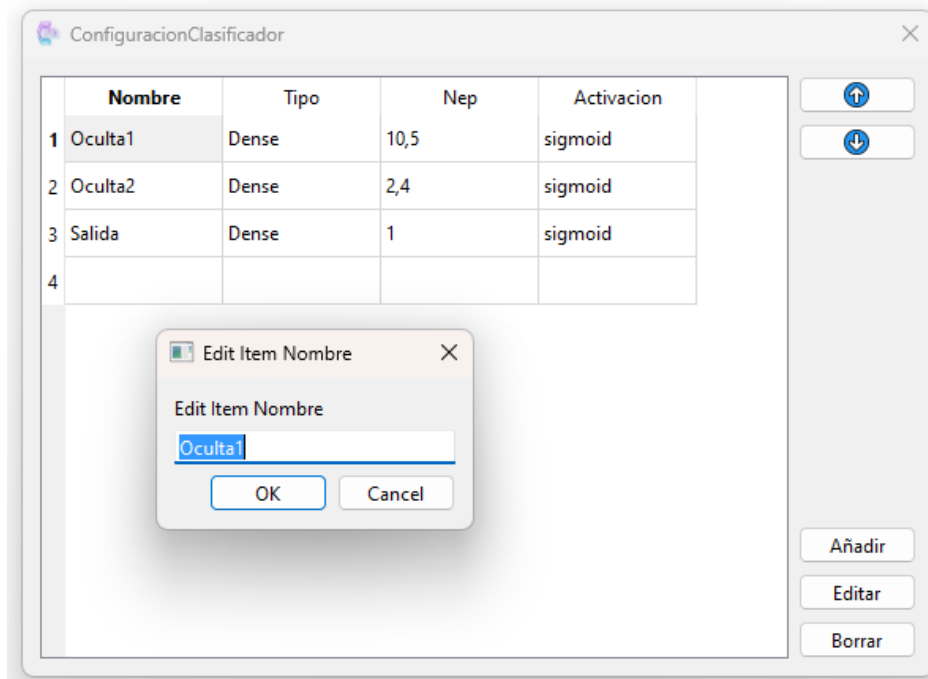 ConfiguracionClasificador
Nombre Tipo Nep Activacion
1 Oculta1 Dense 10,5 sigmoid
2 Oculta2 Dense 2,4 sigmoid
3 Salida Dense 1 sigmoid
4
Edit Item Nombre
Edit Item Nombre
Oculta1
OK Cancel
Añadir
Editar
Borrar